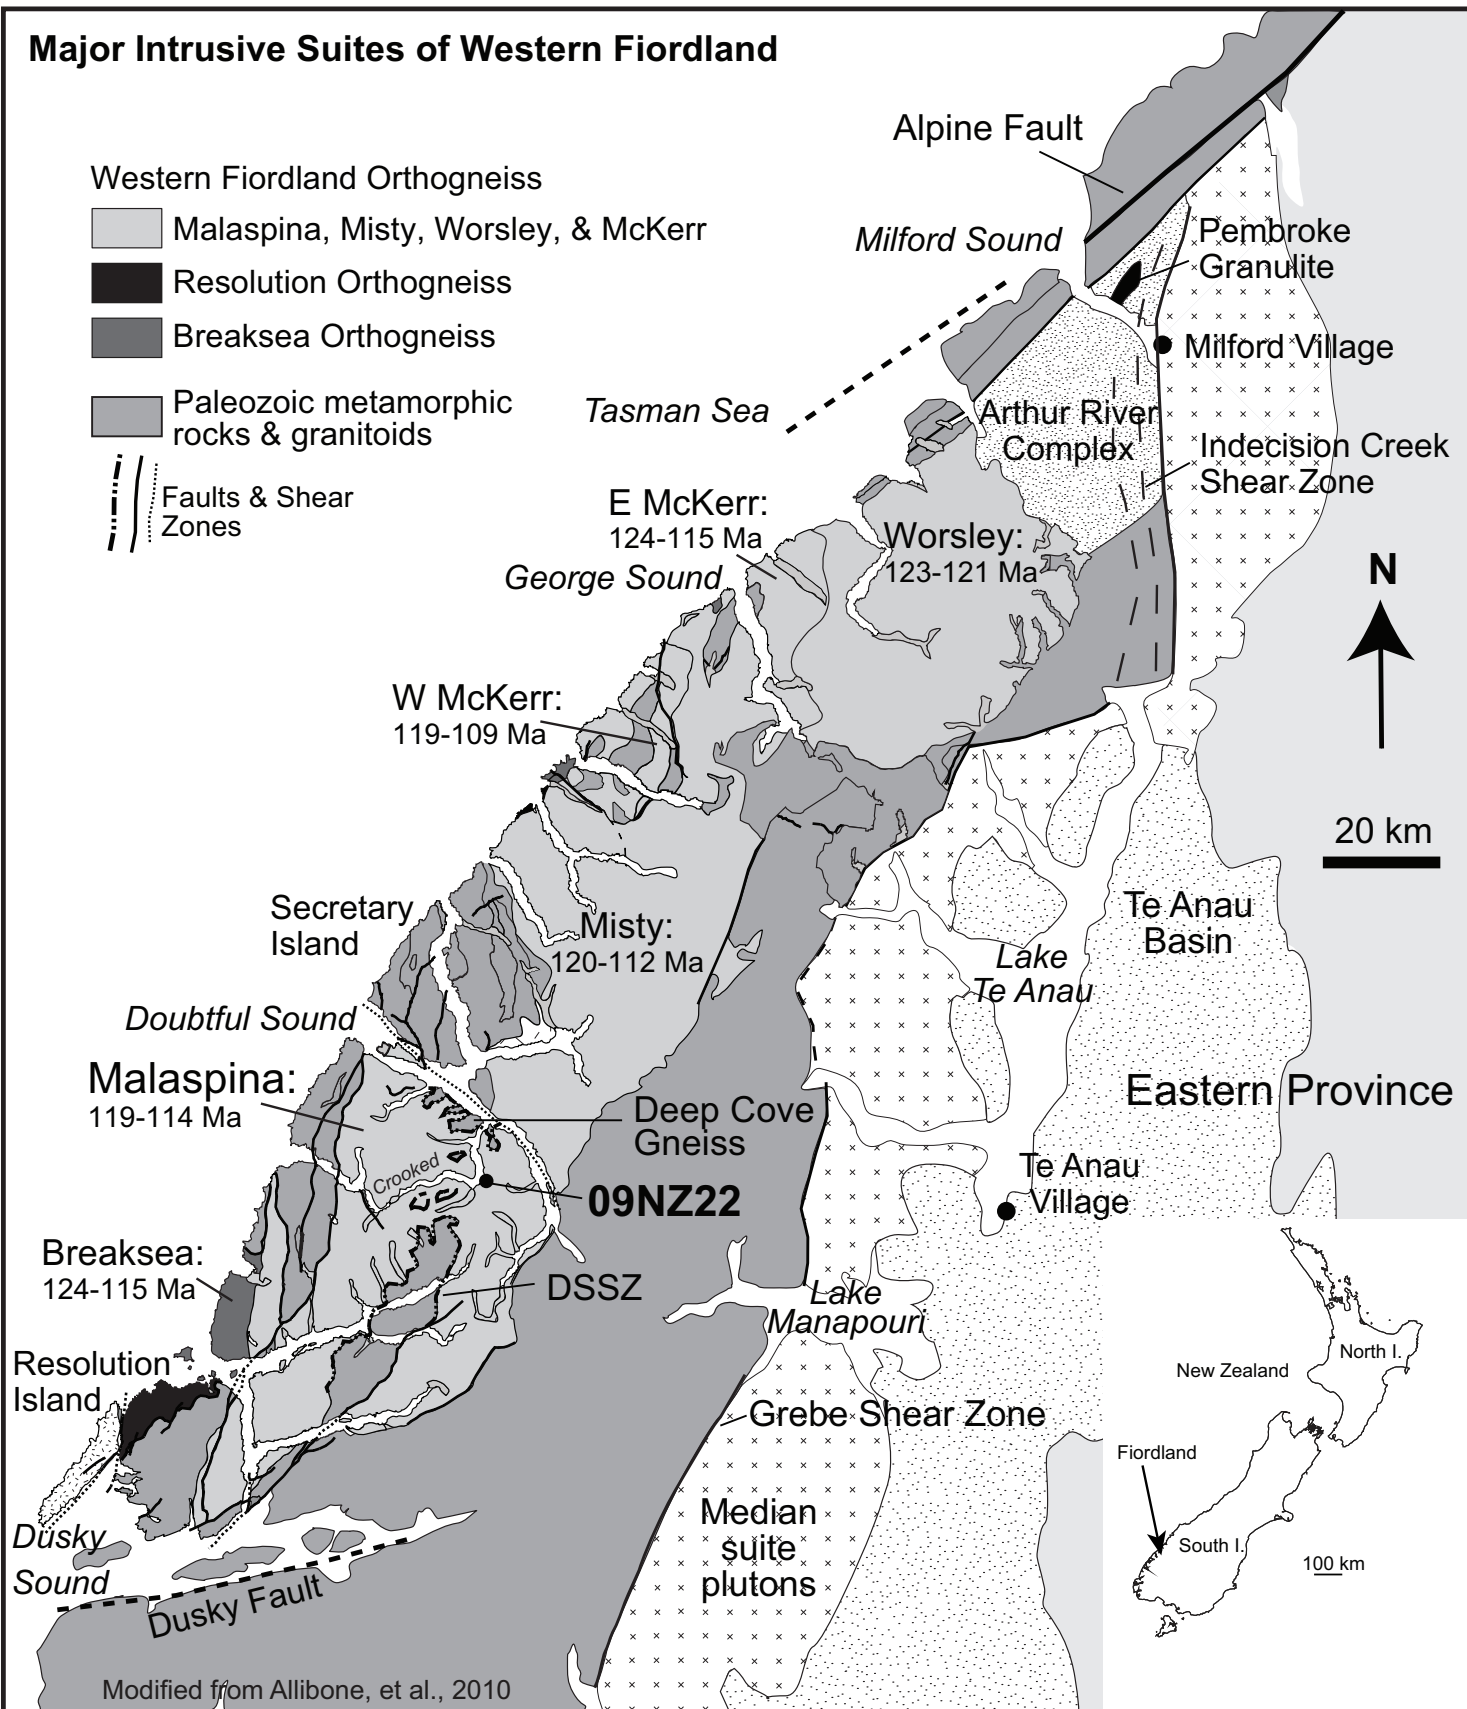 Major Intrusive Suites of Western Fiordland
Western Fiordland Orthogneiss
Malaspina, Misty, Worsley, & McKerr
Resolution Orthogneiss
Breaksea Orthogneiss
Paleozoic metamorphic
rocks & granitoids
Faults & Shear
Zones
Alpine Fault
Milford Sound
Pembroke
Granulite
Milford Village
Tasman Sea
Arthur River
Complex
Indecision Creek
Shear Zone
E McKerr:
124-115 Ma
Worsley:
123-121 Ma
George Sound
N
W McKerr:
119-109 Ma
20 km
Secretary
Island
Misty:
120-112 Ma
Te Anau
Basin
Lake
Te Anau
Doubtful Sound
Malaspina:
119-114 Ma
Eastern Province
Deep Cove
Gneiss
Crooked
09NZ22
Te Anau
Village
Breaksea:
124-115 Ma
DSSZ
Lake
Manapouri
Resolution
Island
Grebe Shear Zone
North I.
New Zealand
Fiordland
South I.
100 km
Median
suite
plutons
Dusky
Sound
Dusky Fault
Modified from Allibone, et al., 2010